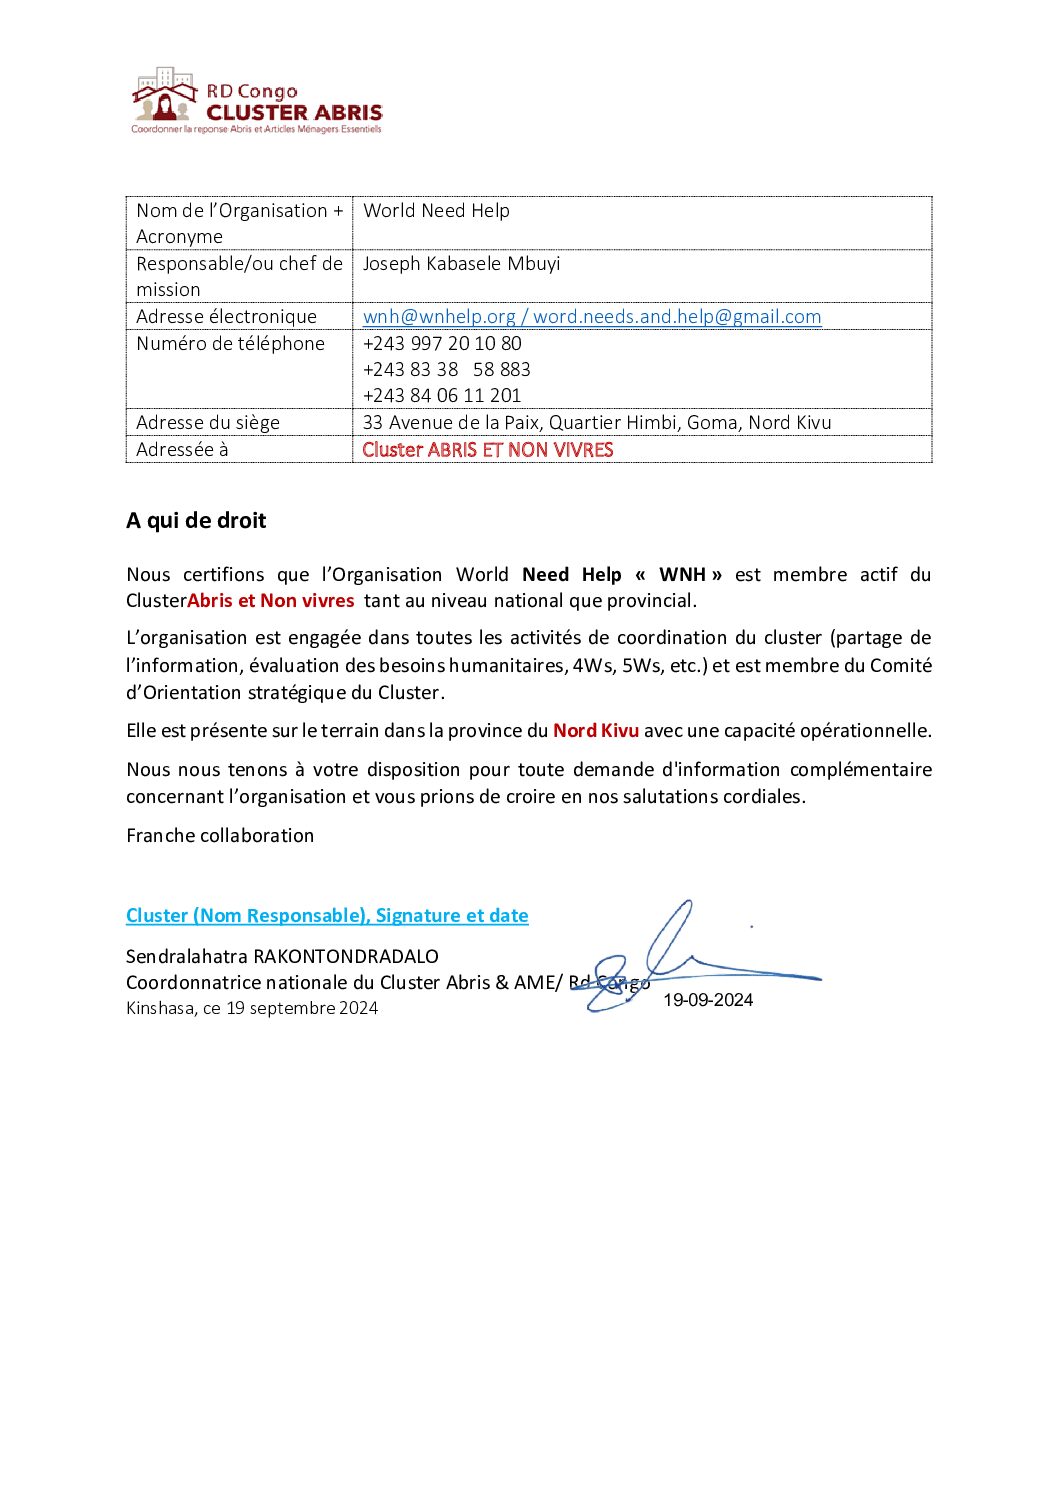 RD Congo
CLUSTER ABRIS
Coordonner la reponse Abris et Articles Ménagers Essentiels
Nom de l’Organisation + Acronyme
World Need Help
Responsable/ou chef de mission
Joseph Kabasele Mbuyi
Adresse électronique
wnh@wnhelp.org / word.needs.and.help@gmail.com
Numéro de téléphone
+243 997 20 10 80
+243 83 38 58 883
+243 84 06 11 201
Adresse du siège
33 Avenue de la Paix, Quartier Himbi, Goma, Nord Kivu
Adressée à
Cluster ABRIS ET NON VIVRES
A qui de droit
Nous certifions que l’Organisation World Need Help « WNH » est membre actif du
ClusterAbris et Non vivres tant au niveau national que provincial.
L’organisation est engagée dans toutes les activités de coordination du cluster (partage de
l’information, évaluation des besoins humanitaires, 4Ws, 5Ws, etc.) et est membre du Comité
d’Orientation stratégique du Cluster.
Elle est présente sur le terrain dans la province du Nord Kivu avec une capacité opérationnelle.
Nous nous tenons à votre disposition pour toute demande d'information complémentaire
concernant l’organisation et vous prions de croire en nos salutations cordiales.
Franche collaboration
Cluster (Nom Responsable), Signature et date
Sendralahatra RAKONTONDRADALO
Coordonnatrice nationale du Cluster Abris & AME/ Rd Congo
Kinshasa, ce 19 septembre 2024
19-09-2024